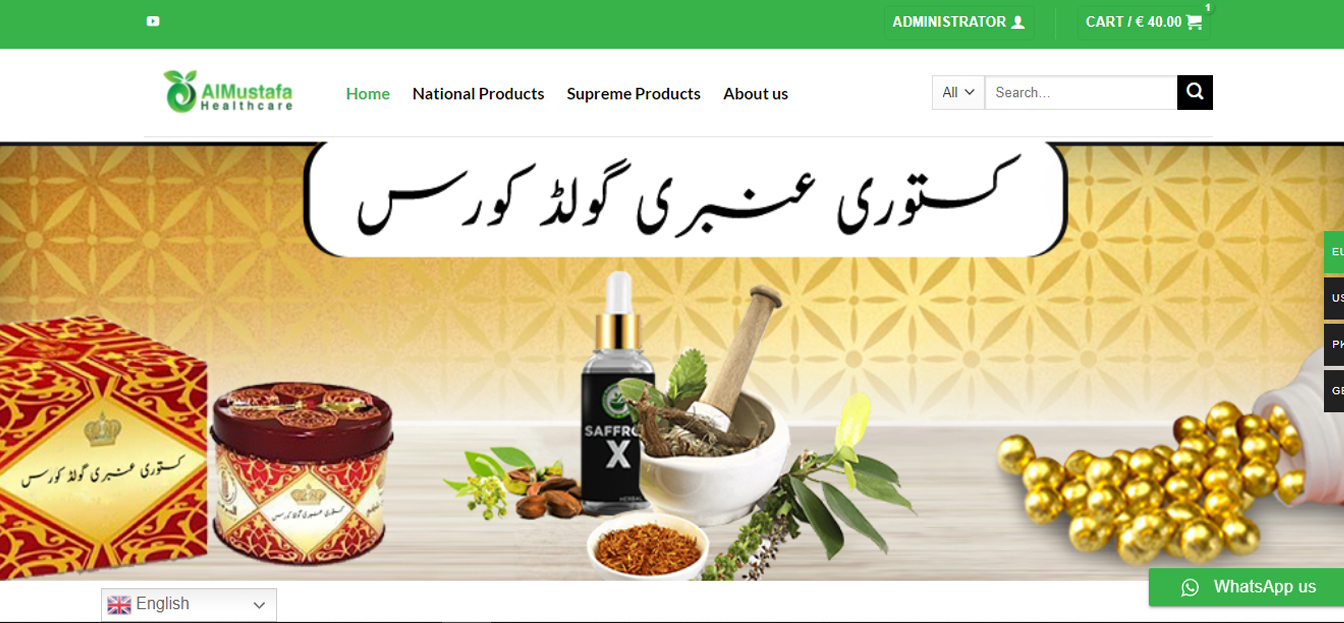 ADMINISTRATOR
CART / € 40.00
1
AlMustafa
Healthcare
Home
National Products
Supreme Products
About us
All
Search...
کستوری عنبری گولڈ کورس
EU
US
PK
GE
کستوری عنبری گولڈ کورس
کستوری عنبری گولڈ کورس
SAFFRO
X
HERBAL
English
WhatsApp us